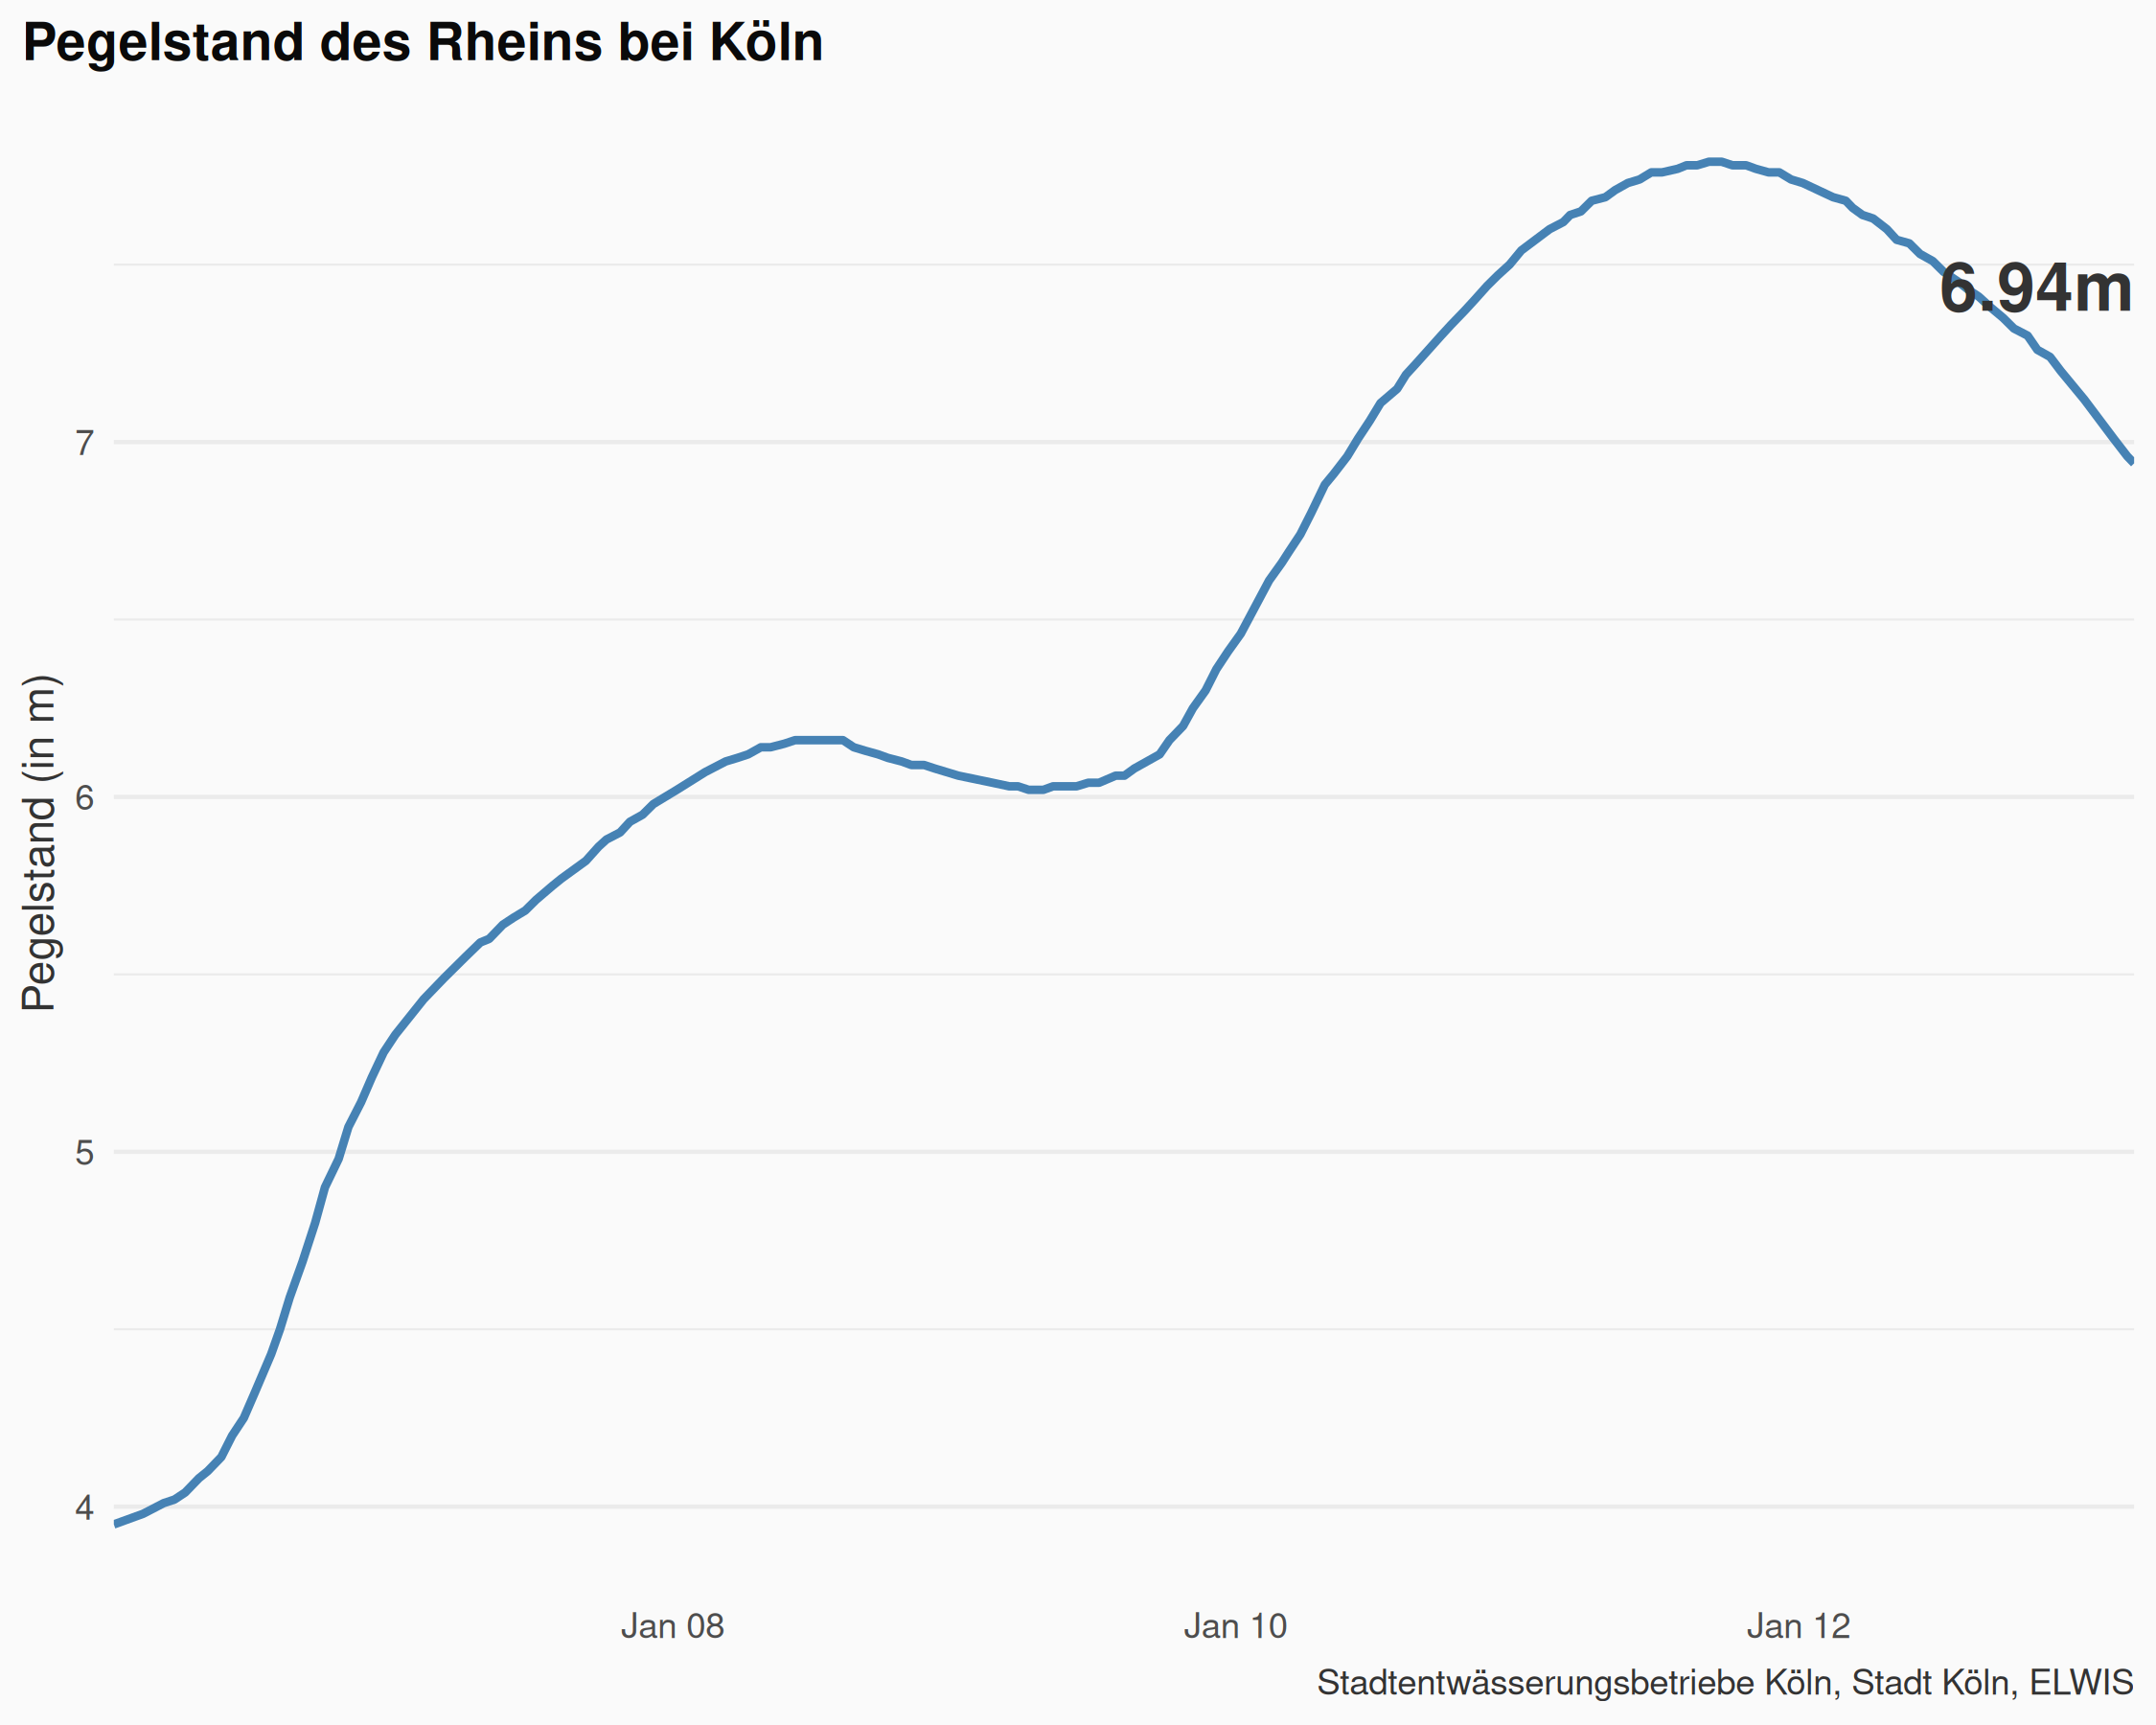 Pegelstand des Rheins bei Köln
6.94m
7
6
5
4
Pegelstand (in m)
Jan 08
Jan 10
Jan 12
Stadtentwässerungsbetriebe Köln, Stadt Köln, ELWIS